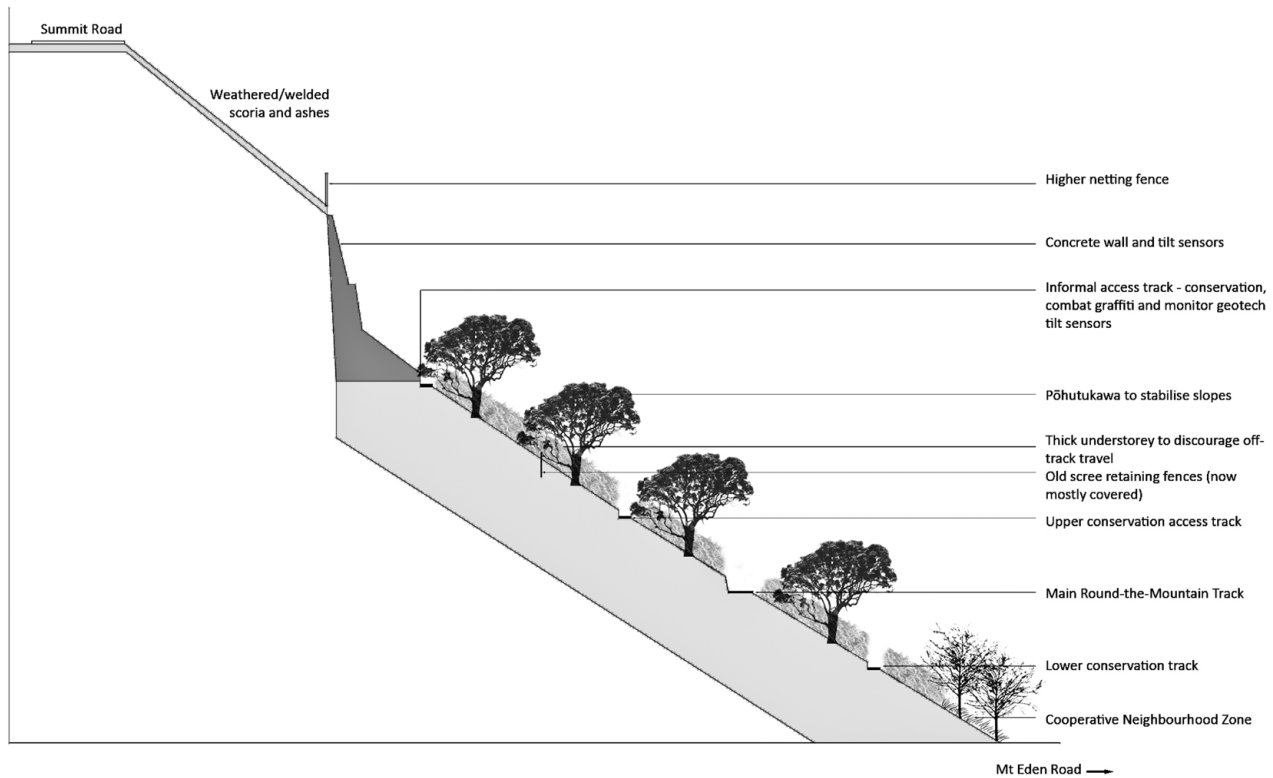 Summit Road
Weathered/welded
scoria and ashes
Higher netting fence
Concrete wall and tilt sensors
Informal access track - conservation,
combat graffiti and monitor geotech
tilt sensors
Pōhutukawa to stabilise slopes
Thick understorey to discourage off-
track travel
Old scree retaining fences (now
mostly covered)
Upper conservation access track
Main Round-the-Mountain Track
Lower conservation track
Cooperative Neighbourhood Zone
Mt Eden Road